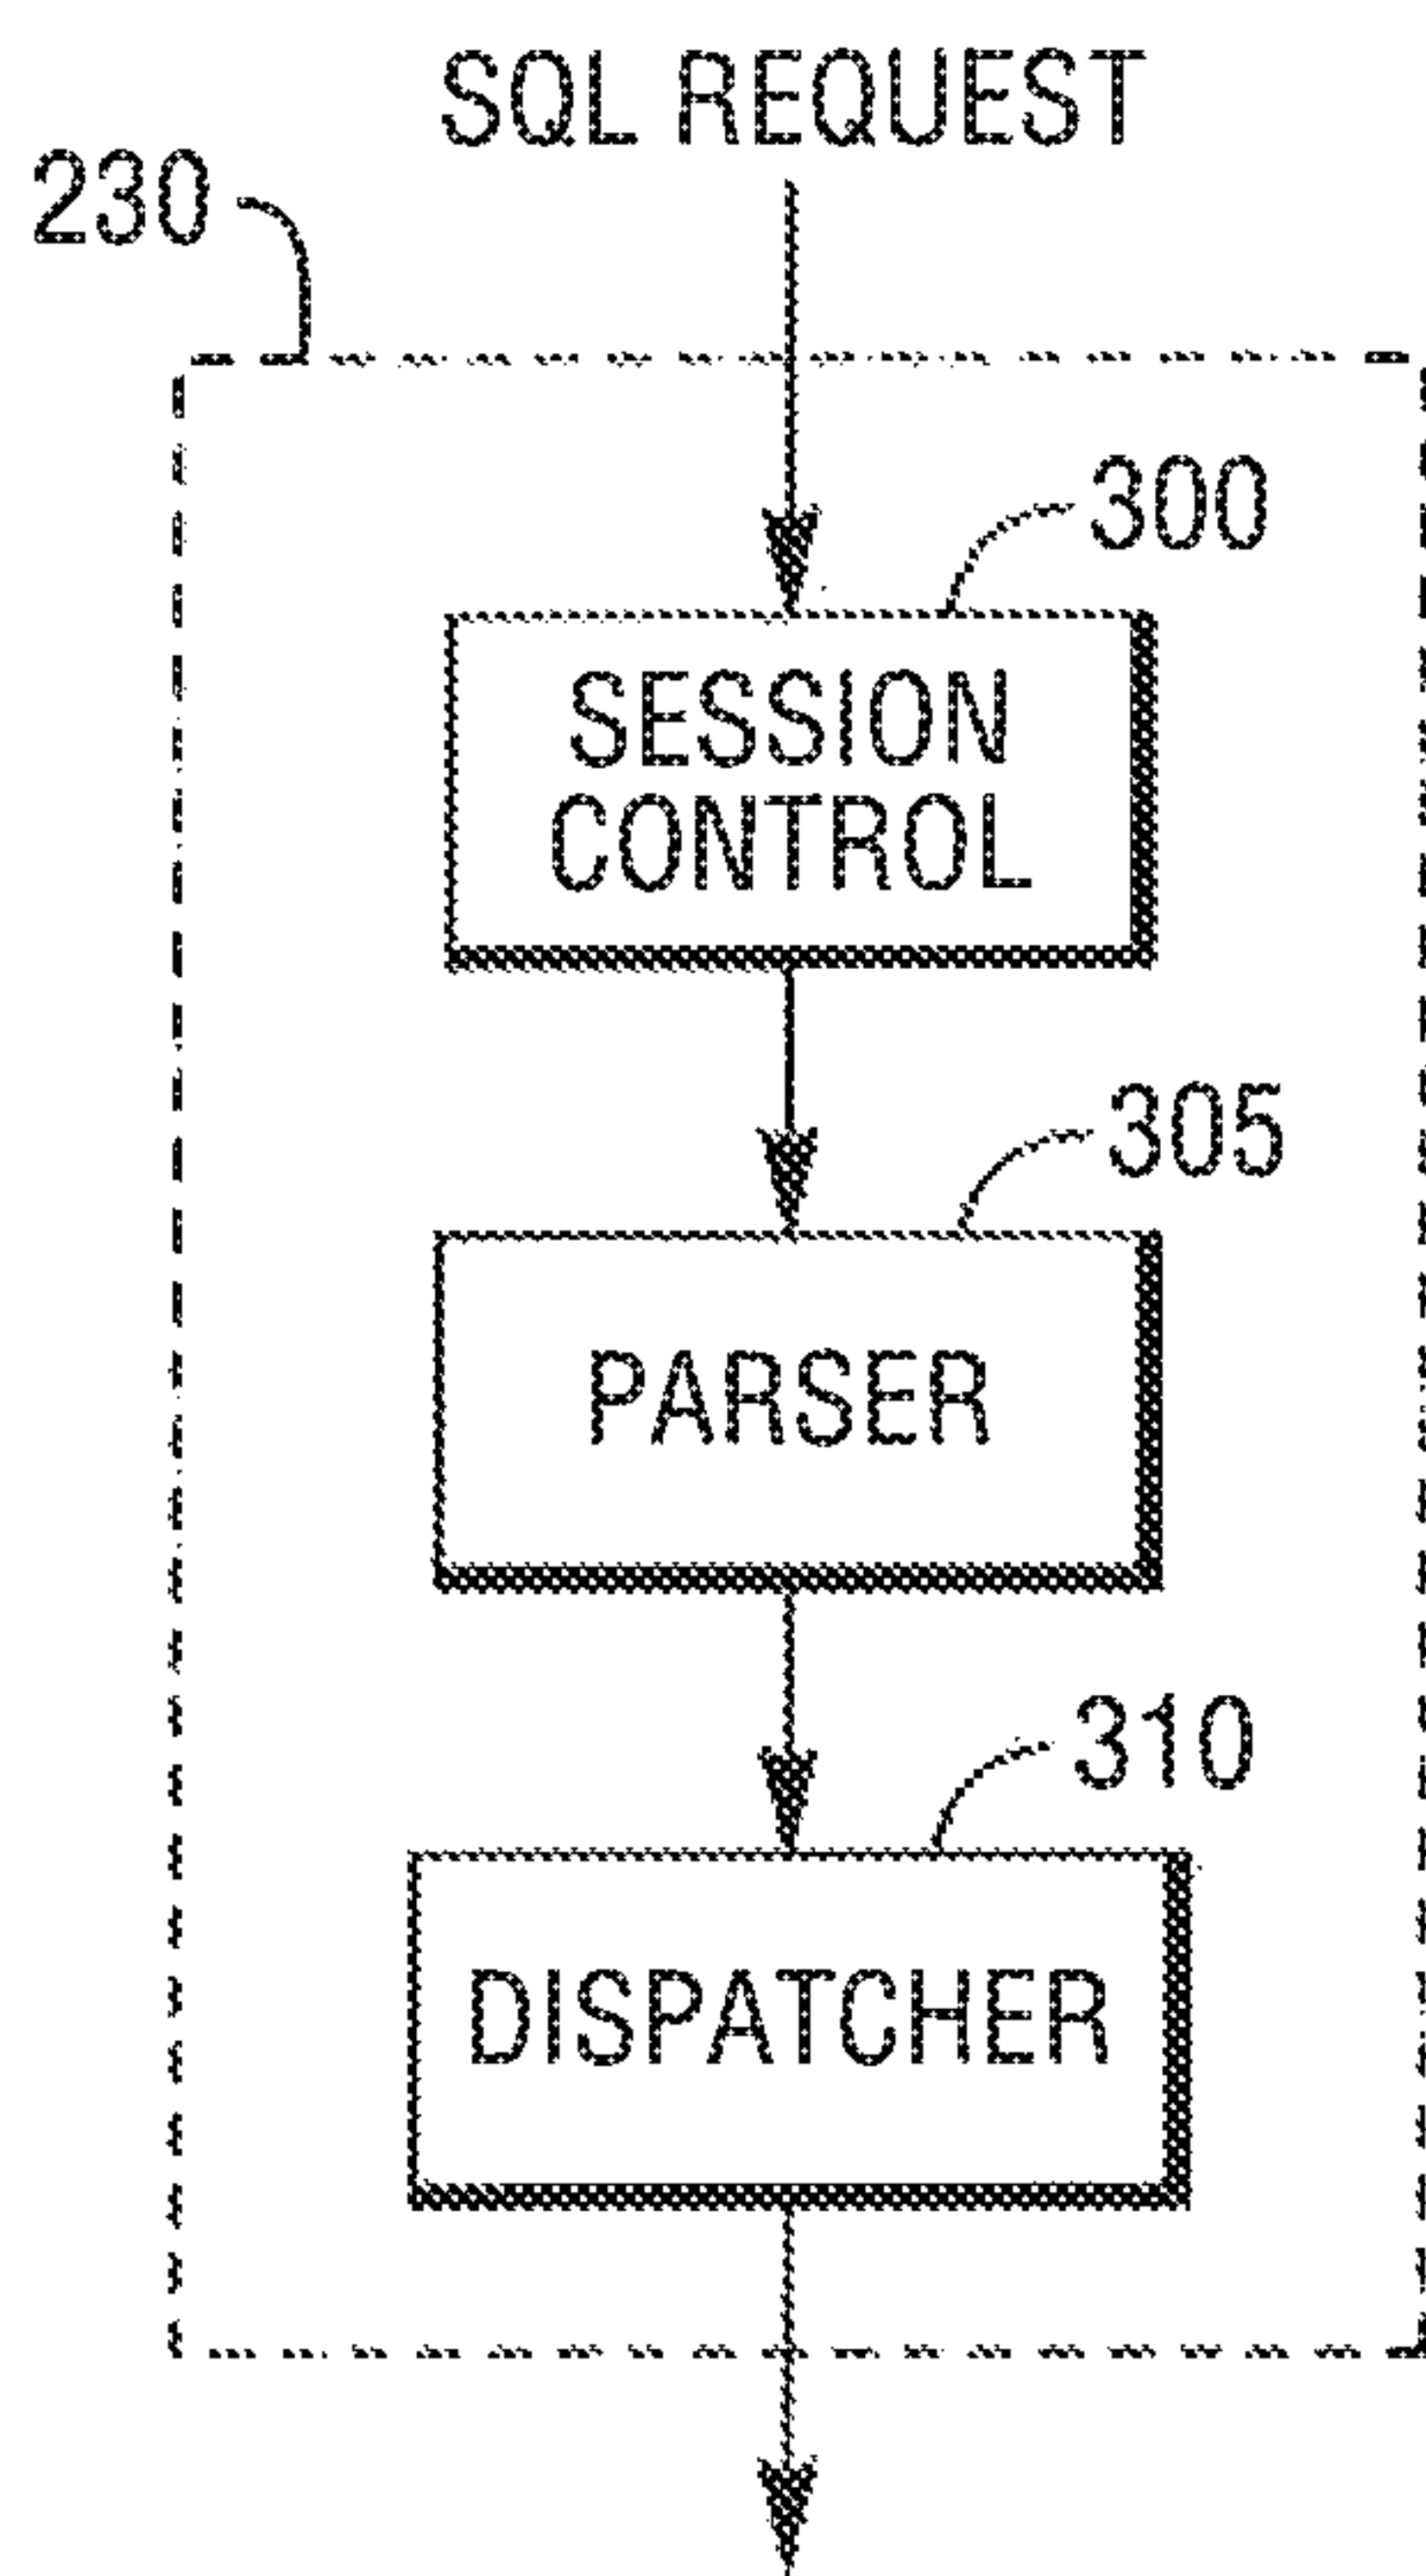 SQL REQUEST
230
300
SESSION
CONTROL
305
PARSER
310
DISPATCHER